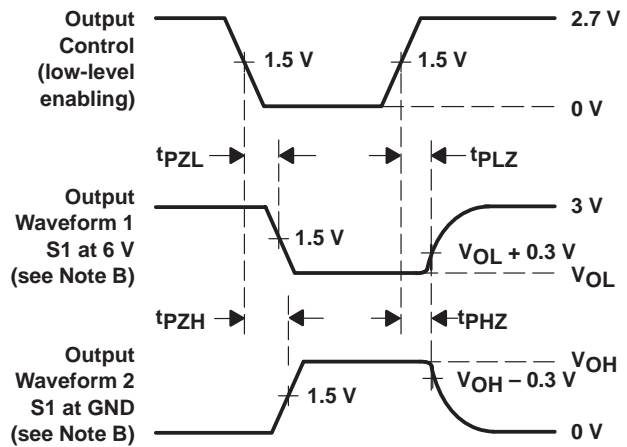 Output
Control
(low-level
enabling)
2.7 V
1.5 V
1.5 V
0 V
tPZL
tPLZ
Output
Waveform 1
S1 at 6 V
(see Note B)
3 V
1.5 V
VOL + 0.3 V
VOL
tPZH
tPHZ
Output
Waveform 2
S1 at GND
(see Note B)
VOH
VOH – 0.3 V
1.5 V
0 V